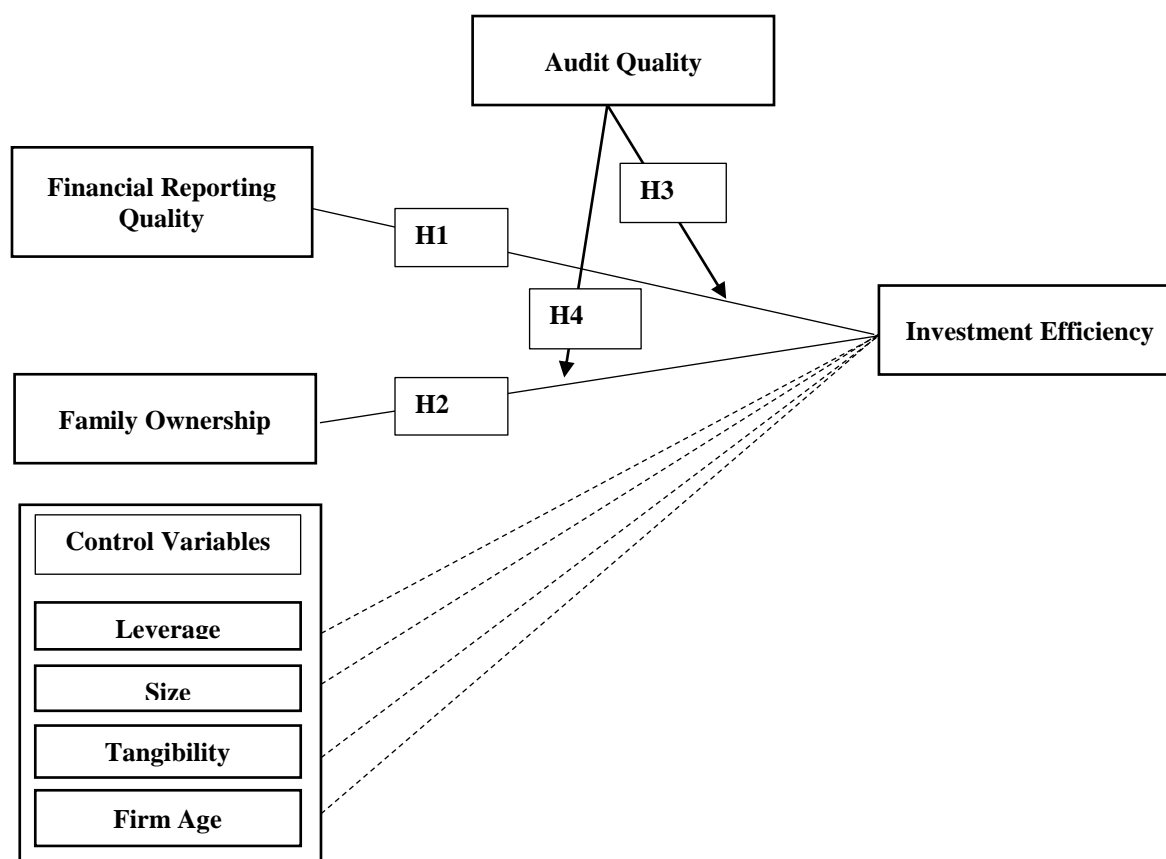 Audit Quality
Financial Reporting
Quality
H3
H1
H4
Investment Efficiency
Family Ownership
H2
Control Variables
Leverage
Size
Tangibility
Firm Age